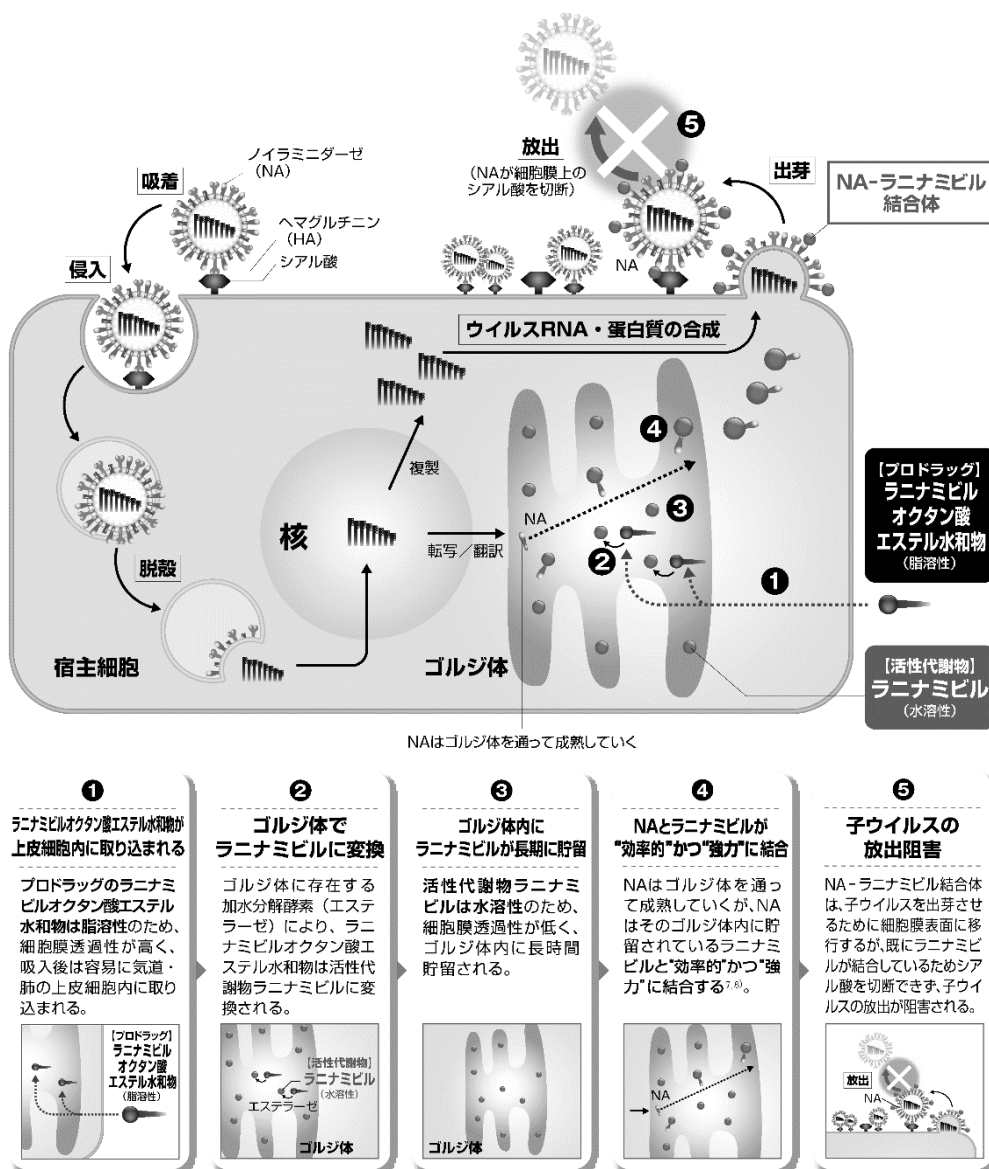 ノイラミニダーゼ
（NA）
吸着
ヘマグルチニン
（HA）
シアル酸
侵入
放出
（NAが細胞膜上の
シアル酸を切断）
❺
出芽
NA-ラニナミビル
結合体
NA
ウイルスRNA・蛋白質の合成
複製
核
転写／翻訳
脱殻
宿主細胞
ゴルジ体
NA
❹
❸
❷
❶
【プロドラッグ】
ラニナミビル
オクタン酸
エステル水和物
（脂溶性）
【活性代謝物】
ラニナミビル
（水溶性）
NAはゴルジ体を通って成熟していく
❶
ラニナミビルオクタン酸エステル水和物が
上皮細胞内に取り込まれる
プロドラッグのラニナミ
ビルオクタン酸エステル
水和物は脂溶性のため、
細胞膜透過性が高く、
吸入後は容易に気道・
肺の上皮細胞内に取り
込まれる。
【プロドラッグ】
ラニナミビル
オクタン酸
エステル水和物
（脂溶性）
❷
ゴルジ体で
ラニナミビルに変換
ゴルジ体に存在する
加水分解酵素（エステ
ラーゼ）により、ラニ
ナミビルオクタン酸エ
ステル水和物は活性代
謝物ラニナミビルに変
換される。
【活性代謝物】
ラニナミビル
（水溶性）
エステラーゼ
ゴルジ体
❸
ゴルジ体内に
ラニナミビルが長期に貯留
活性代謝物ラニナミ
ビルは水溶性のため、
細胞膜透過性が低く、
ゴルジ体内に長時間
貯留される。
ゴルジ体
❹
NAとラニナミビルが
"効率的"かつ"強力"に結合
NAはゴルジ体を通っ
て成熟していくが、NA
はそのゴルジ体内に貯
留されているラニナミ
ビルと"効率的"かつ"強
力"に結合する7,8)。
NA
❺
子ウイルスの
放出阻害
NA-ラニナミビル結合体
は、子ウイルスを出芽させ
るために細胞膜表面に移
行するが、既にラニナミビ
ルが結合しているためシア
ル酸を切断できず、子ウイ
ルスの放出が阻害される。
放出
NA